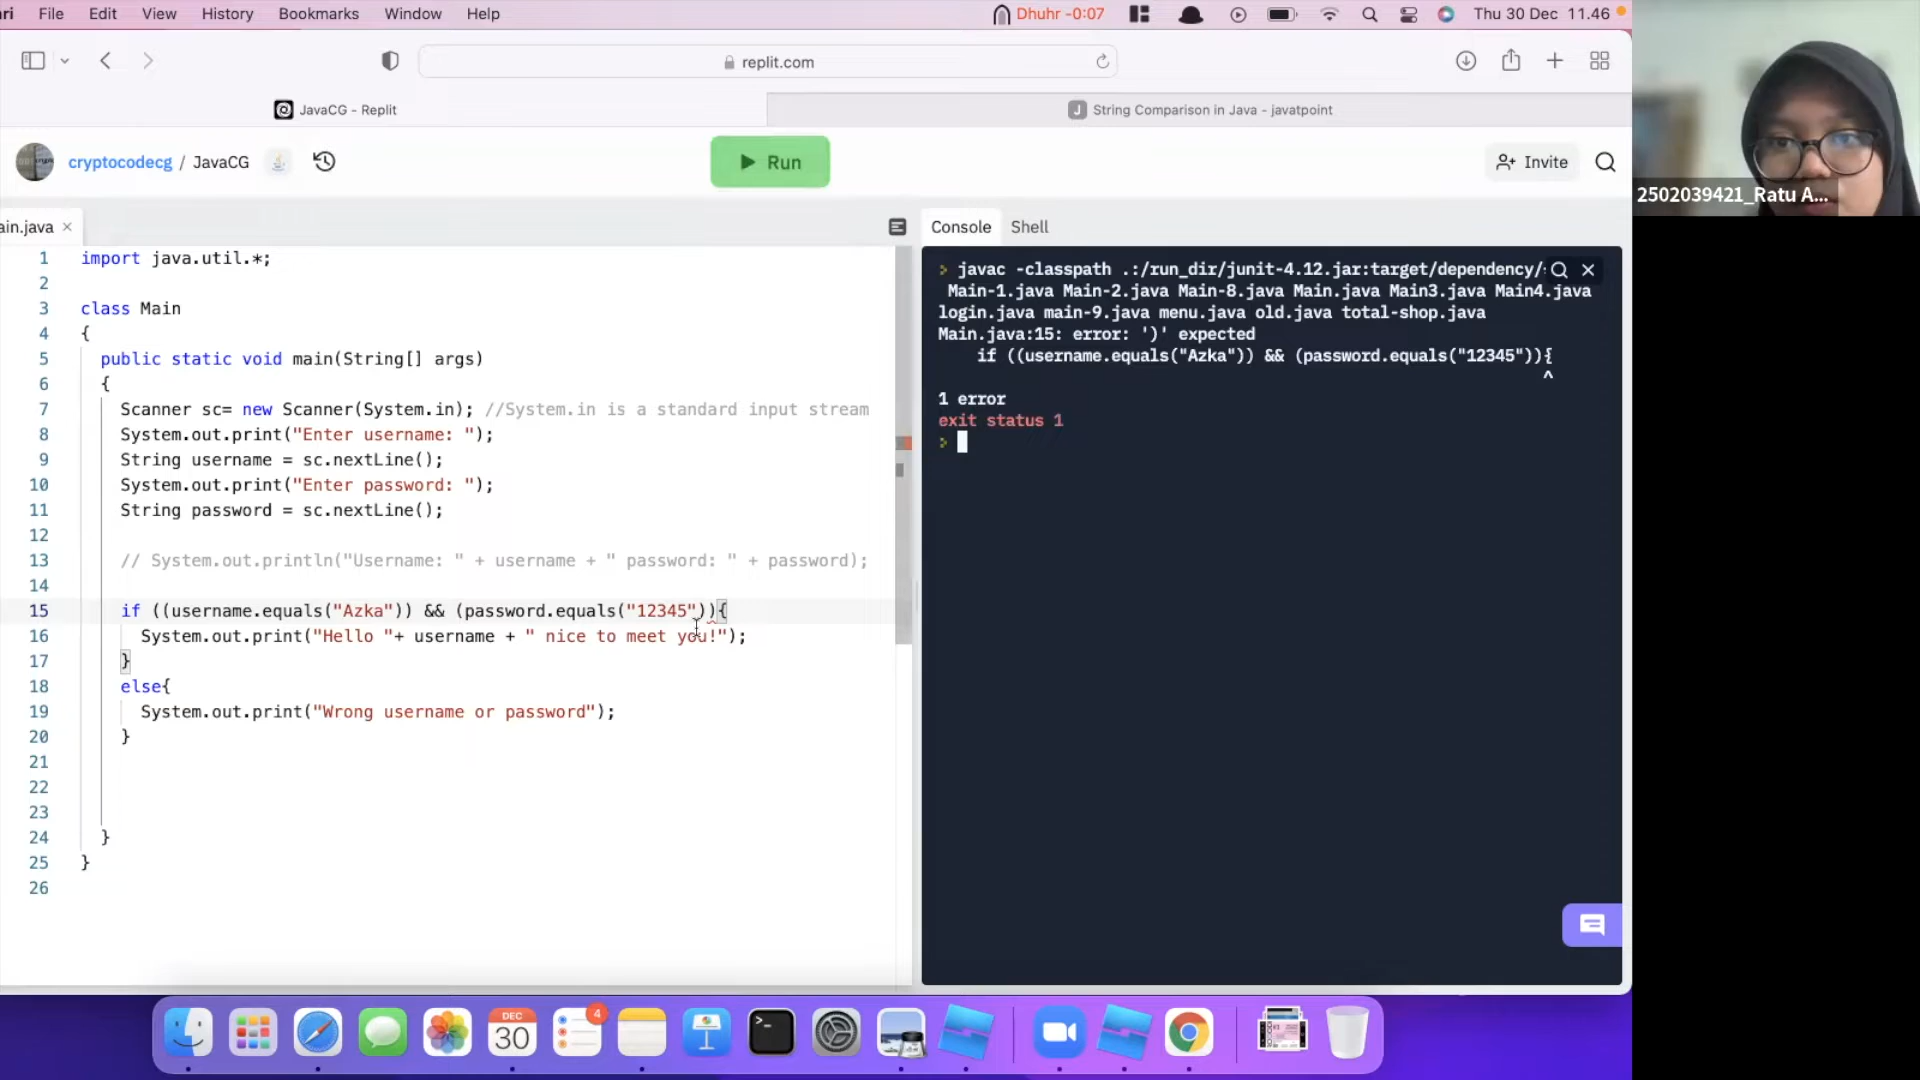 ri File Edit View History Bookmarks Window Help Dhuhr -0:07 Thu 30 Dec 11.46
replit.com
JavaCG - Replit
String Comparison in Java - javatpoint
cryptocodecg / JavaCG
Run
Invite
2502039421_Ratu A...
ain.java
Console Shell
1 import java.util.*;
2
3 class Main
4 {
5 public static void main(String[] args)
6 {
7 Scanner sc= new Scanner(System.in); //System.in is a standard input stream
8 System.out.print("Enter username: ");
9 String username = sc.nextLine();
10 System.out.print("Enter password: ");
11 String password = sc.nextLine();
12
13 // System.out.println("Username: " + username + " password: " + password);
14
15 if ((username.equals("Azka")) && (password.equals("12345")){
16 System.out.print("Hello "+ username + " nice to meet you!");
17 }
18 else{
19 System.out.print("Wrong username or password");
20 }
21
22
23
24 }
25 }
26
> javac -classpath .:/run_dir/junit-4.12.jar:target/dependency/
Main-1.java Main-2.java Main-8.java Main.java Main3.java Main4.java
login.java main-9.java menu.java old.java total-shop.java
Main.java:15: error: ')' expected
if ((username.equals("Azka")) && (password.equals("12345")){
^
1 error
exit status 1
>
4
DEC
30